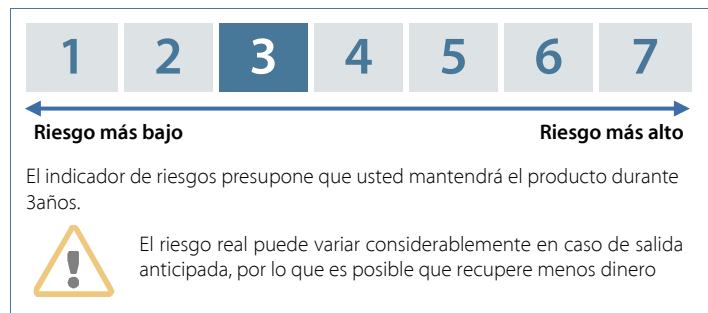 1 2 3 4 5 6 7
Riesgo más bajo Riesgo más alto
El indicador de riesgos presupone que usted mantendrá el producto durante
3años.
El riesgo real puede variar considerablemente en caso de salida
anticipada, por lo que es posible que recupere menos dinero